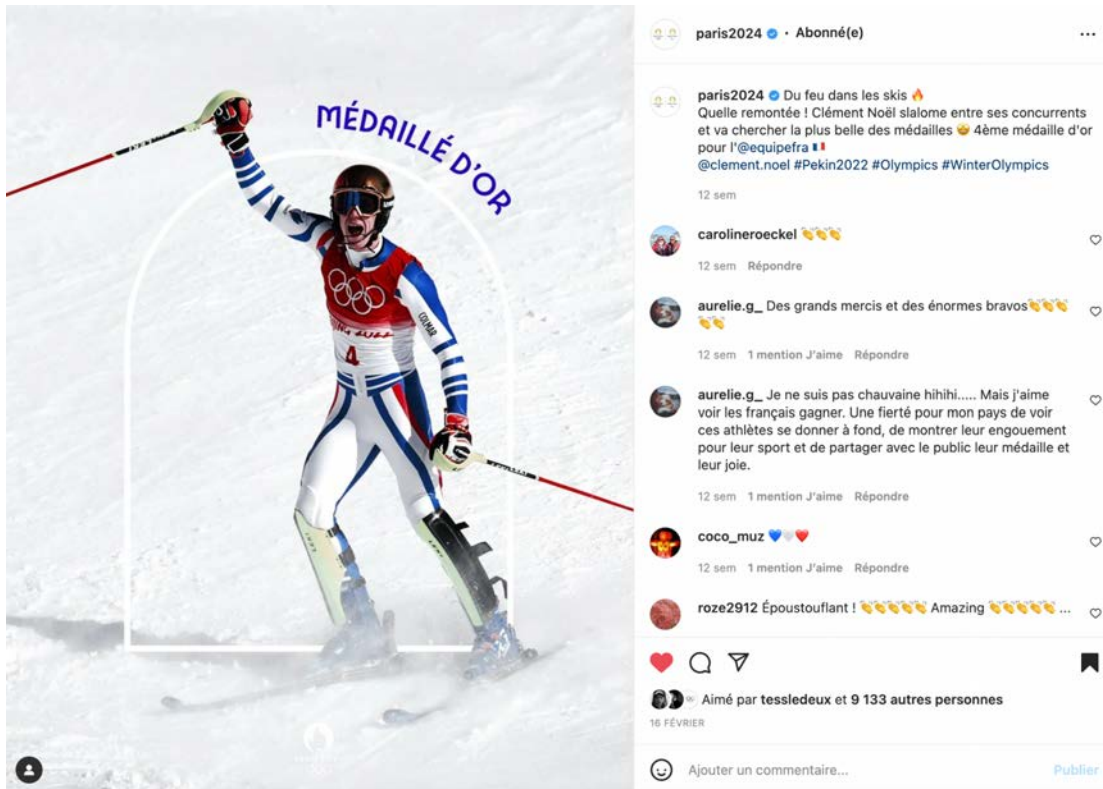 MÉDAILLÉ D'OR
COLMAR
4
LEKI
paris2024 · Abonné(e)
paris2024 Du feu dans les skis 🔥
Quelle remontée ! Clément Noël slalome entre ses concurrents
et va chercher la plus belle des médailles 🤩 4ème médaille d'or
pour l'@equipefra 🇫🇷
@clement.noel #Pekin2022 #Olympics #WinterOlympics
12 sem
carolineroeckel 👏👏👏
12 sem Répondre
aurelie.g_ Des grands mercis et des énormes bravos👏👏👏
👏👏
12 sem 1 mention J'aime Répondre
aurelie.g_ Je ne suis pas chauvaine hihihi..... Mais j'aime
voir les français gagner. Une fierté pour mon pays de voir
ces athlètes se donner à fond, de montrer leur engouement
pour leur sport et de partager avec le public leur médaille et
leur joie.
12 sem 1 mention J'aime Répondre
coco_muz 💙🤍❤️
12 sem 1 mention J'aime Répondre
roze2912 Époustouflant ! 👏👏👏👏👏 Amazing 👏👏👏👏👏 ...
Aimé par tessledeux et 9 133 autres personnes
16 FÉVRIER
Ajouter un commentaire...
Publier